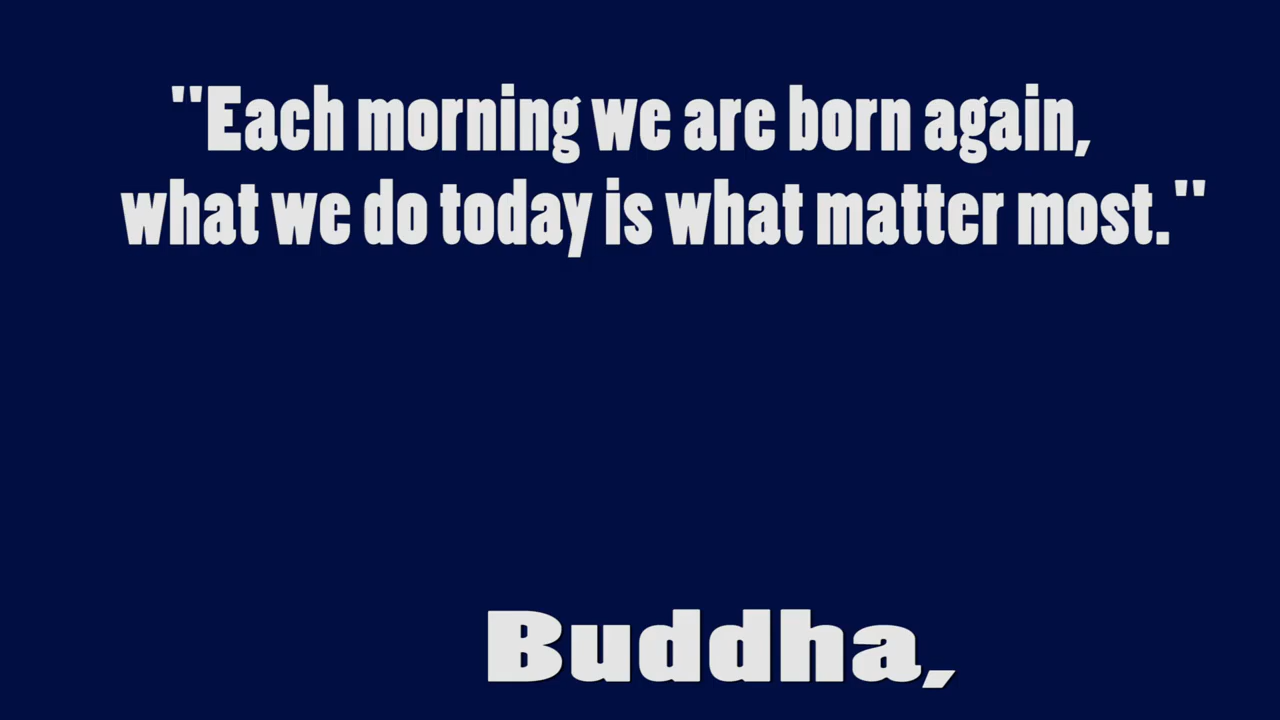 "Each morning we are born again,
what we do today is what matter most."
Buddha,